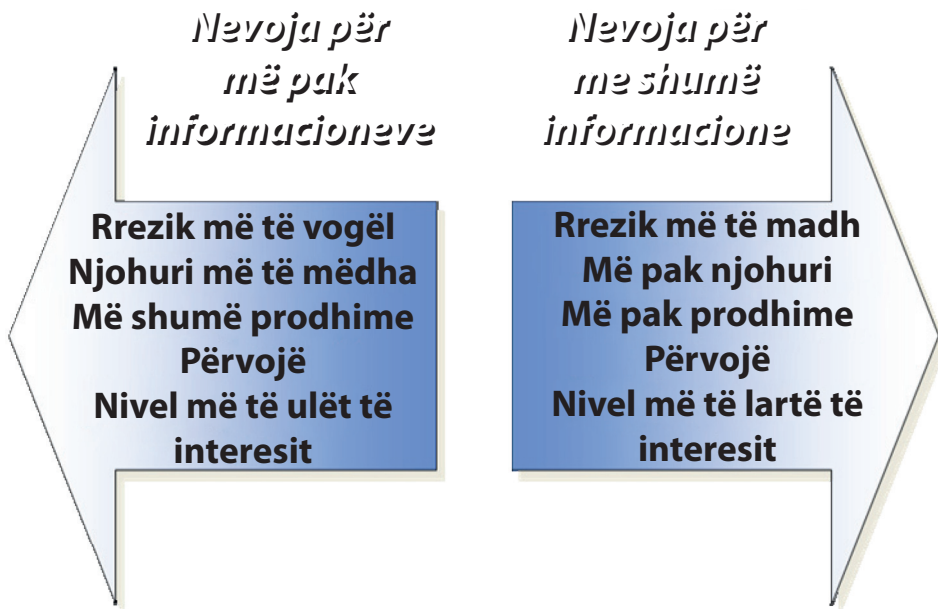 Nevoja për
më pak
informacioneve
Rrezik më të vogël
Njohuri më të mëdha
Më shumë prodhime
Përvojë
Nivel më të ulët të
interesit
Nevoja për
me shumë
informacione
Rrezik më të madh
Më pak njohuri
Më pak prodhime
Përvojë
Nivel më të lartë të
interesit